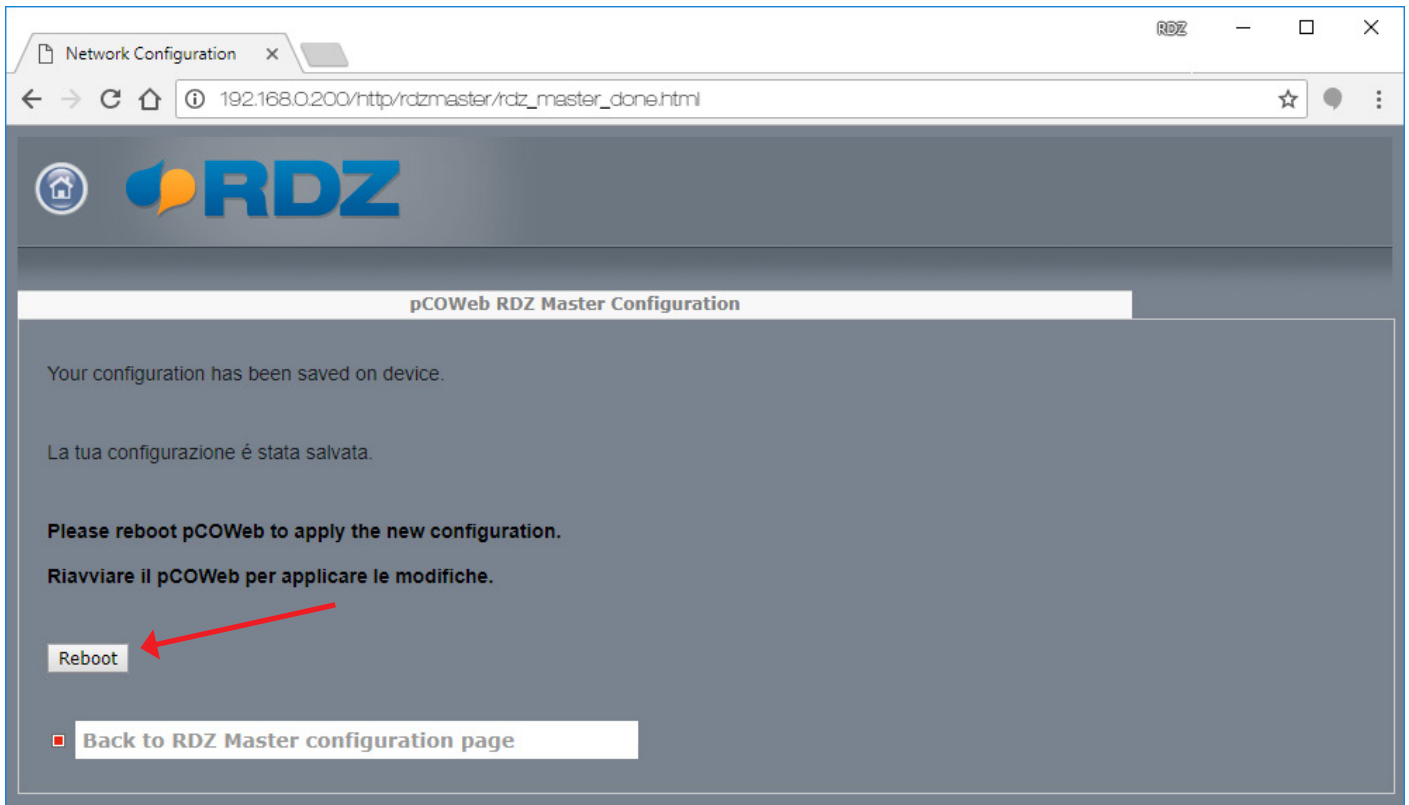 RDZ
Network Configuration
192.168.0.200/http/rdzmaster/rdz_master_done.html
RDZ
pCOWeb RDZ Master Configuration
Your configuration has been saved on device.
La tua configurazione é stata salvata.
Please reboot pCOWeb to apply the new configuration.
Riavviare il pCOWeb per applicare le modifiche.
Reboot
Back to RDZ Master configuration page